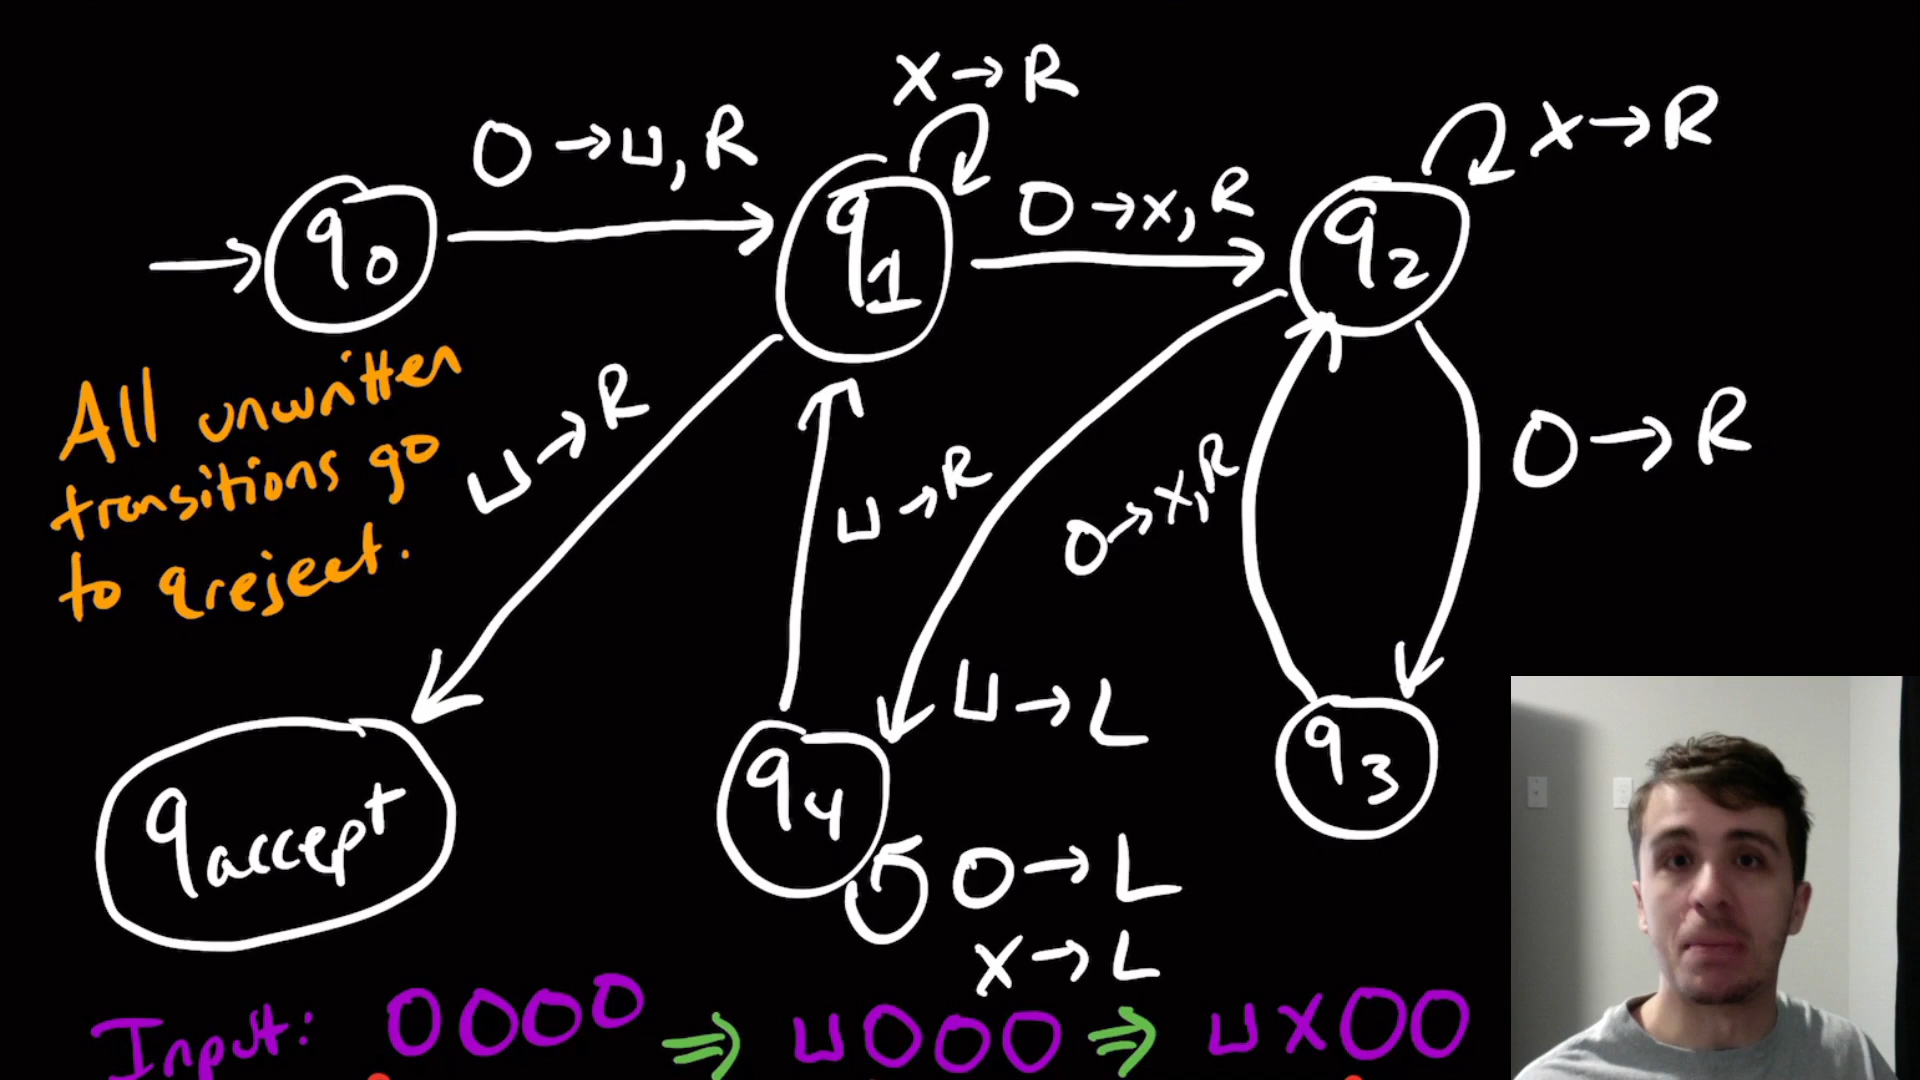 x→R
0→⊔, R
x→R
0→x, R
q0
q1
q2
All unwritten
transitions go
to qreject.
⊔→R
⊔→R
0→x, R
0→R
⊔→L
qaccept
q4
q3
0→L
x→L
Input: 0000 ⇒ ⊔000 ⇒ ⊔x00